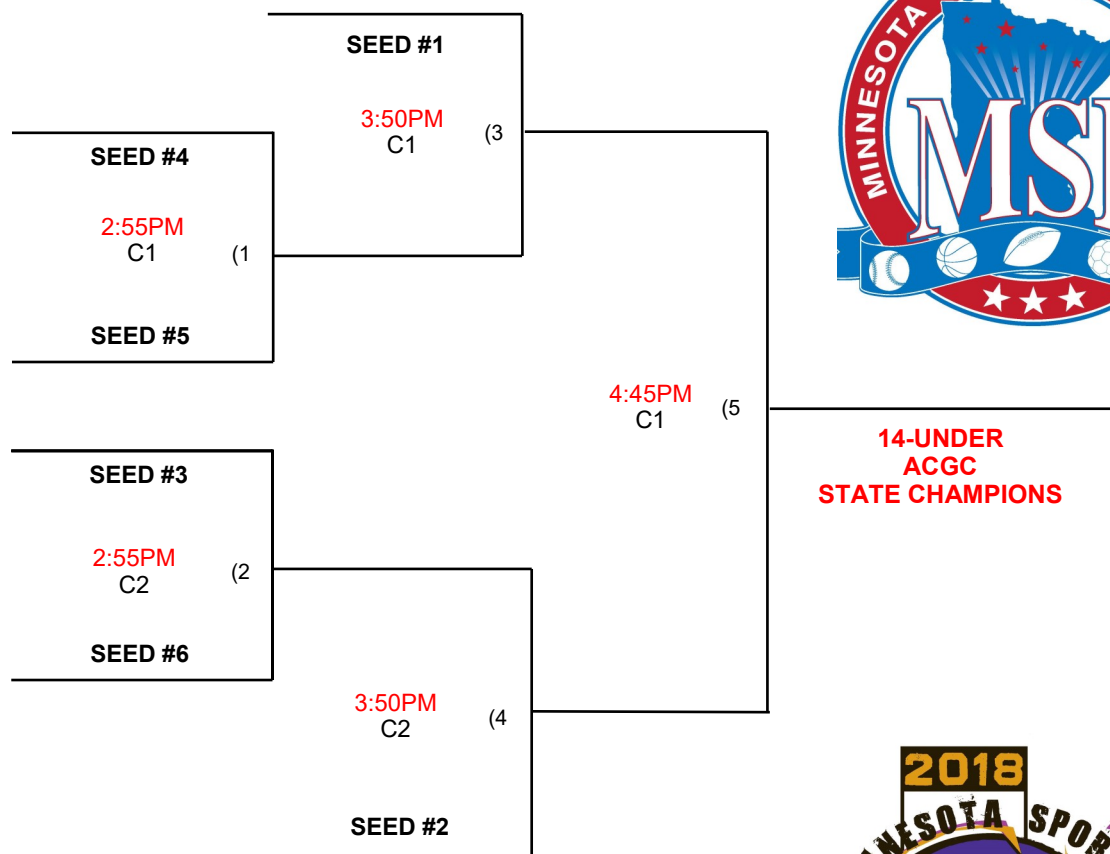 SEED #1
3:50PM
C1
(3
SEED #4
2:55PM
C1
(1
SEED #5
4:45PM
C1
(5
14-UNDER
ACGC
STATE CHAMPIONS
SEED #3
2:55PM
C2
(2
SEED #6
3:50PM
C2
(4
SEED #2
MINNESOTA
MS
2018